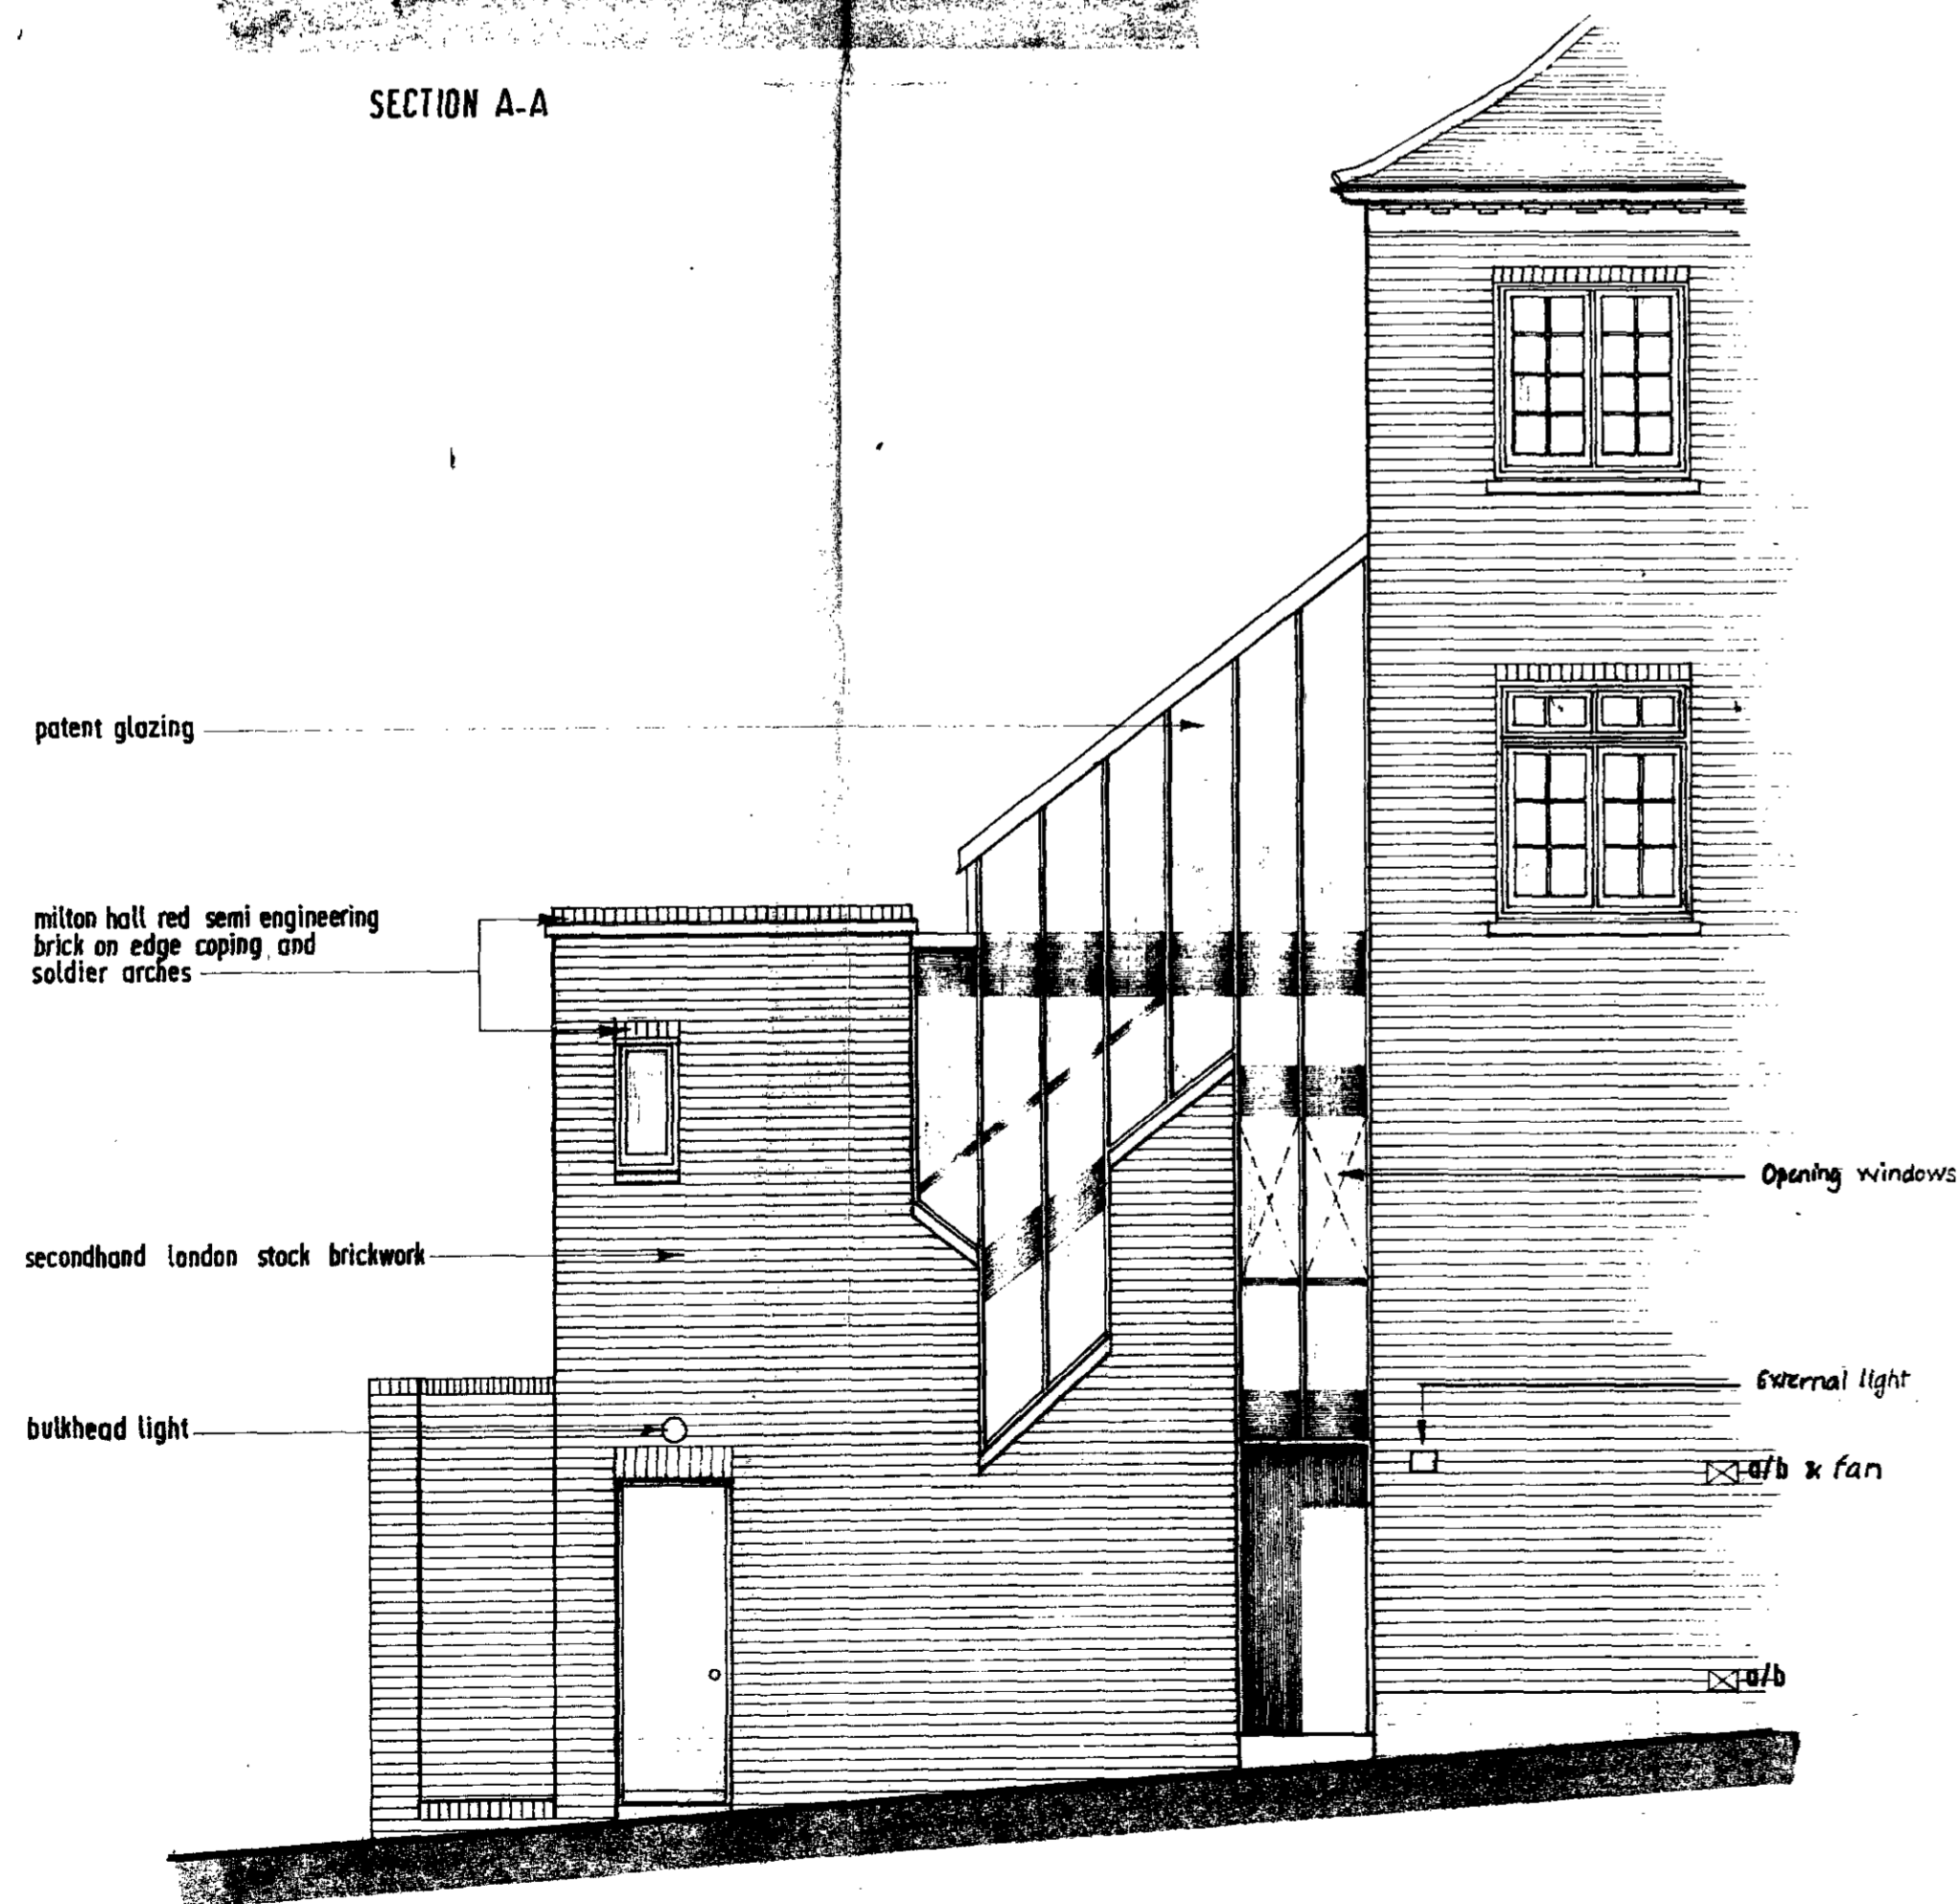 SECTION A-A
patent glazing
milton hall red semi engineering
brick on edge coping and
soldier arches
secondhand london stock brickwork
bulkhead light
Opening windows
External light
a/b & fan
a/b